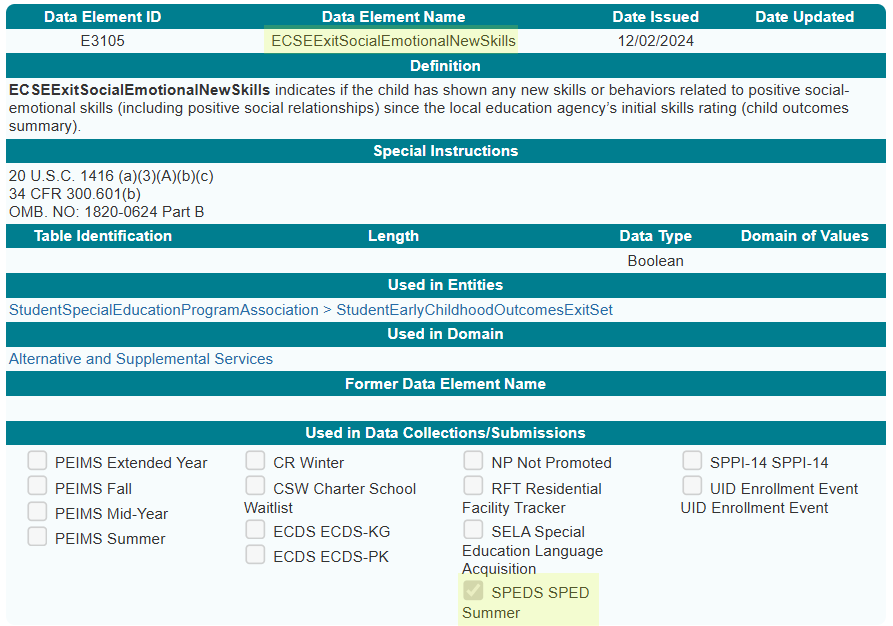 Data Element ID Data Element Name Date Issued Date Updated
E3105 ECSEExitSocialEmotionalNewSkills 12/02/2024
Definition
ECSEExitSocialEmotionalNewSkills indicates if the child has shown any new skills or behaviors related to positive social-
emotional skills (including positive social relationships) since the local education agency’s initial skills rating (child outcomes
summary).
Special Instructions
20 U.S.C. 1416 (a)(3)(A)(b)(c)
34 CFR 300.601(b)
OMB. NO: 1820-0624 Part B
Table Identification Length Data Type Domain of Values
Boolean
Used in Entities
StudentSpecialEducationProgramAssociation > StudentEarlyChildhoodOutcomesExitSet
Used in Domain
Alternative and Supplemental Services
Former Data Element Name
Used in Data Collections/Submissions
PEIMS Extended Year
PEIMS Fall
PEIMS Mid-Year
PEIMS Summer
CR Winter
CSW Charter School
Waitlist
ECDS ECDS-KG
ECDS ECDS-PK
NP Not Promoted
RFT Residential
Facility Tracker
SELA Special
Education Language
Acquisition
SPEDS SPED
Summer
SPPI-14 SPPI-14
UID Enrollment Event
UID Enrollment Event